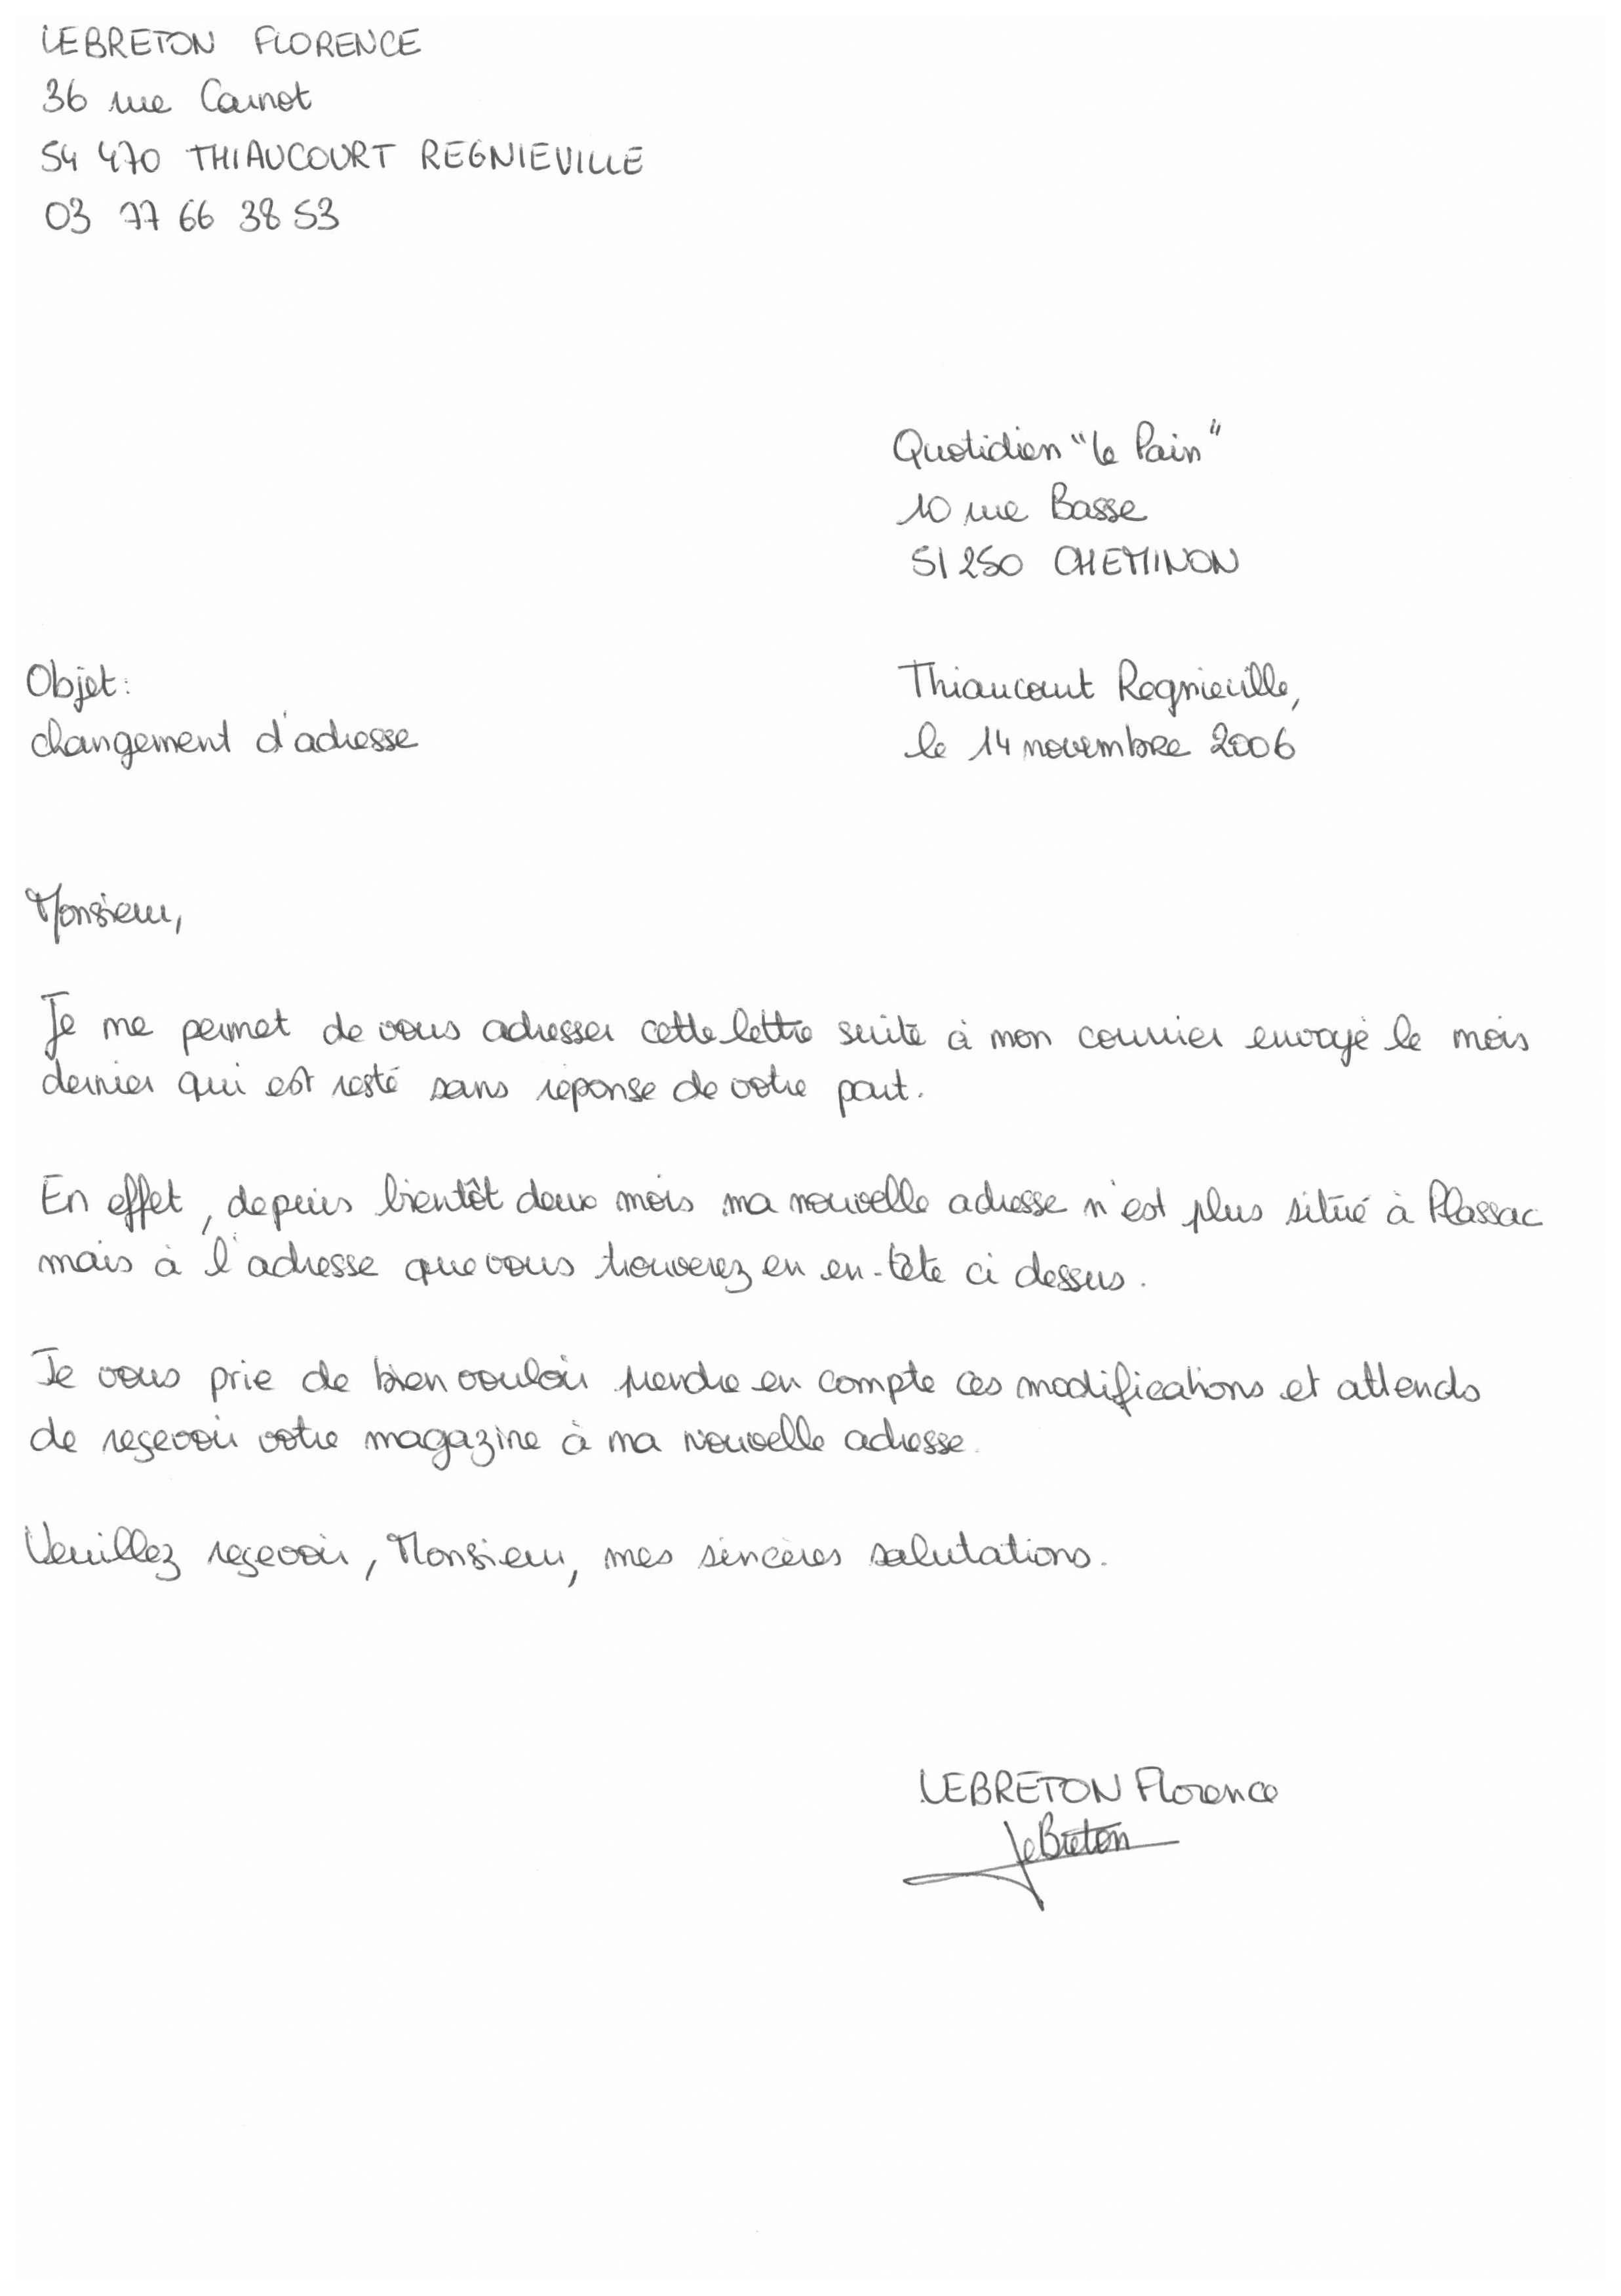 LEBRETON FLORENCE
36 rue Carnot
54 470 THIAUCOURT REGNIEVILLE
03 77 66 38 53
Quotidien "le Pain"
10 rue Basse
51 250 CHEMINON
Objet:
changement d'adresse
Thiaucourt Regnieville,
le 14 novembre 2006
Monsieur,
Je me permet de vous adresser cette lettre suite à mon courrier envoyé le mois
dernier qui est resté sans réponse de votre part.
En effet, depuis bientôt deux mois ma nouvelle adresse n'est plus situé à Plassac
mais à l'adresse que vous trouverez en en-tête ci dessus.
Je vous prie de bien vouloir prendre en compte ces modifications et attends
de reçevoir votre magazine à ma nouvelle adresse.
Veuillez reçevoir, Monsieur, mes sincères salutations.
LEBRETON Florence
LeBreton